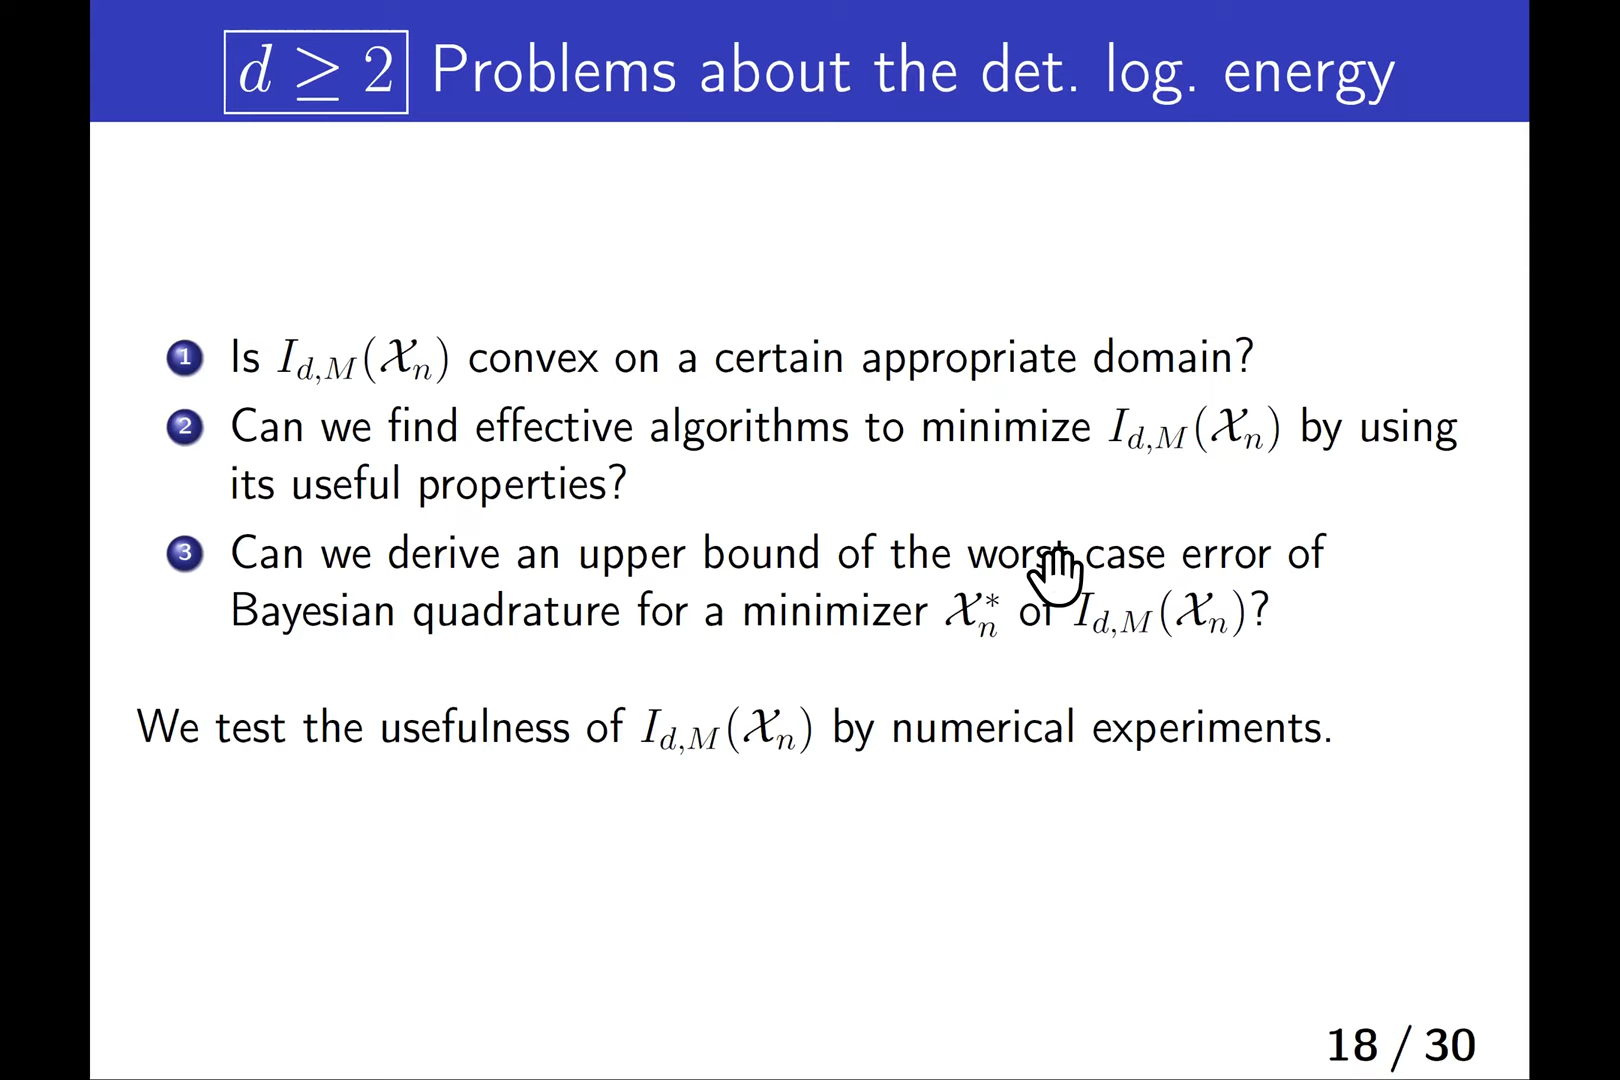 d ≥ 2 Problems about the det. log. energy
1 Is I_{d,M}(𝒳_n) convex on a certain appropriate domain?
2 Can we find effective algorithms to minimize I_{d,M}(𝒳_n) by using
its useful properties?
3 Can we derive an upper bound of the worst case error of
Bayesian quadrature for a minimizer 𝒳_n^* of I_{d,M}(𝒳_n)?
We test the usefulness of I_{d,M}(𝒳_n) by numerical experiments.
18 / 30